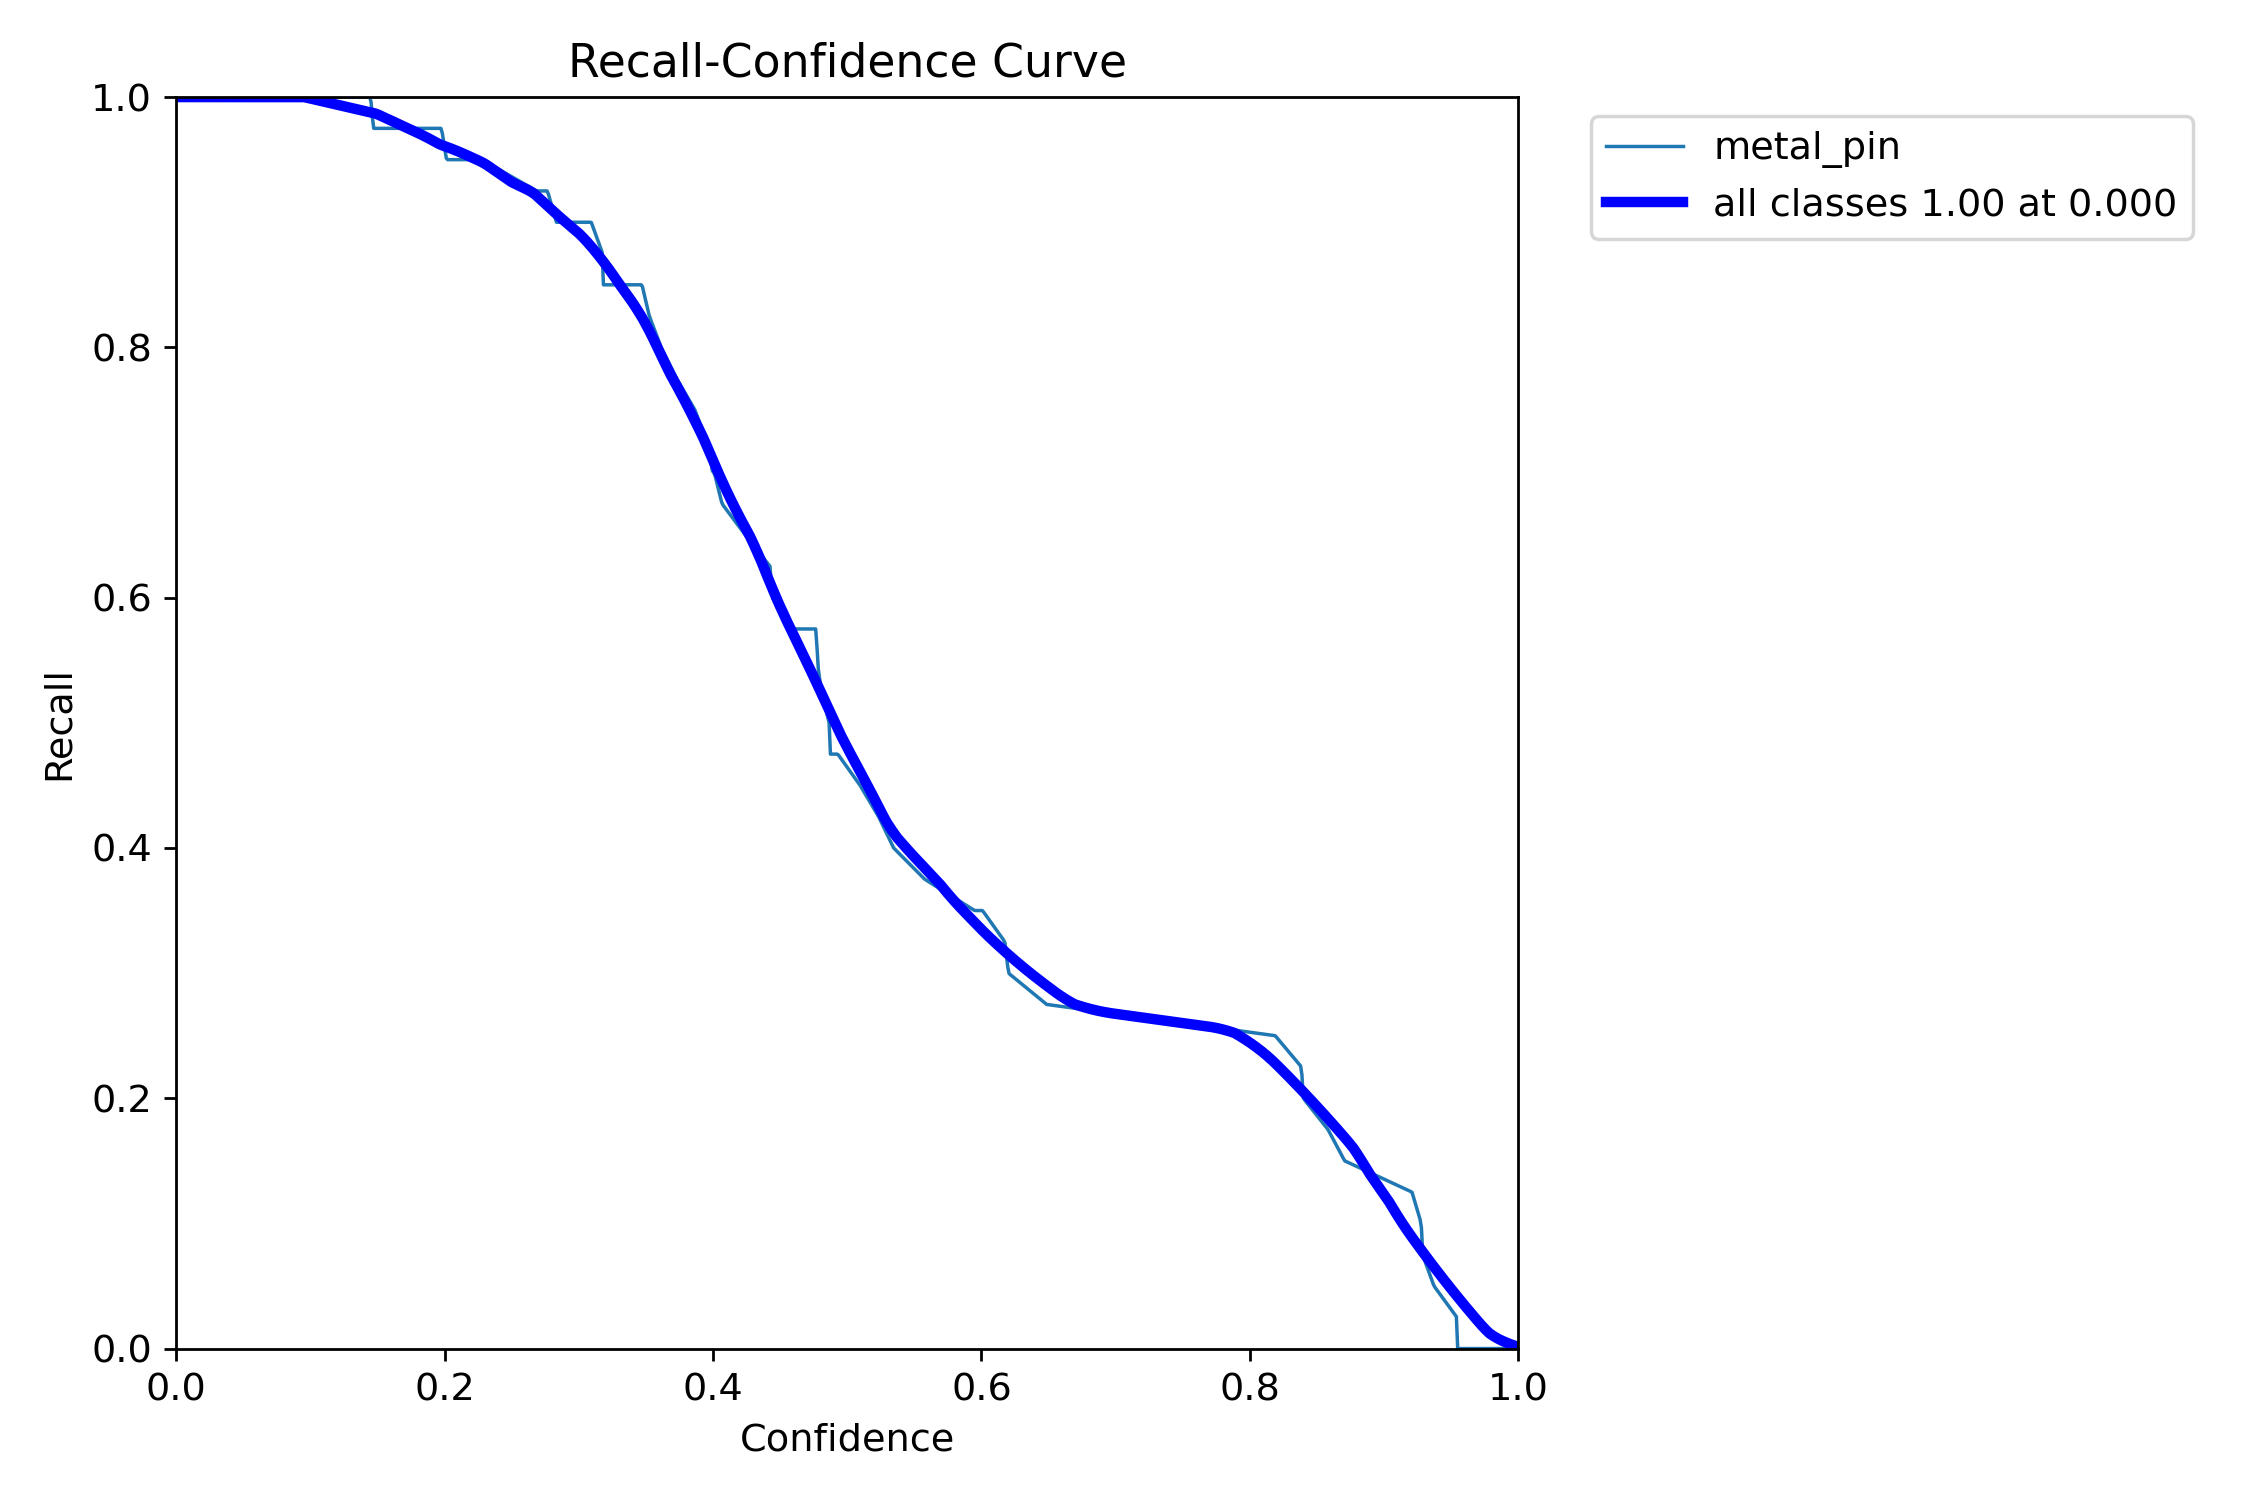 Recall-Confidence Curve
1.0
0.8
0.6
0.4
0.2
0.0
Recall
0.0 0.2 0.4 0.6 0.8 1.0
Confidence
metal_pin
all classes 1.00 at 0.000